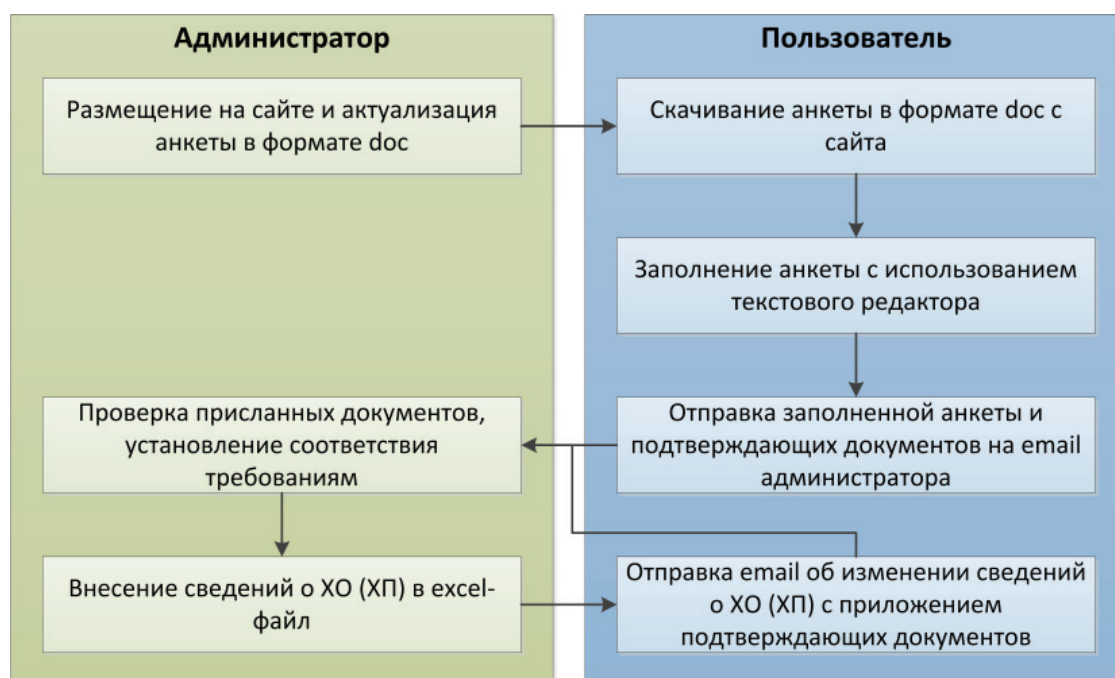 Администратор
Размещение на сайте и актуализация
анкеты в формате doc
Проверка присланных документов,
установление соответствия
требованиям
Внесение сведений о ХО (ХП) в excel-
файл
Пользователь
Скачивание анкеты в формате doc с
сайта
Заполнение анкеты с использованием
текстового редактора
Отправка заполненной анкеты и
подтверждающих документов на email
администратора
Отправка email об изменении сведений
о ХО (ХП) с приложением
подтверждающих документов